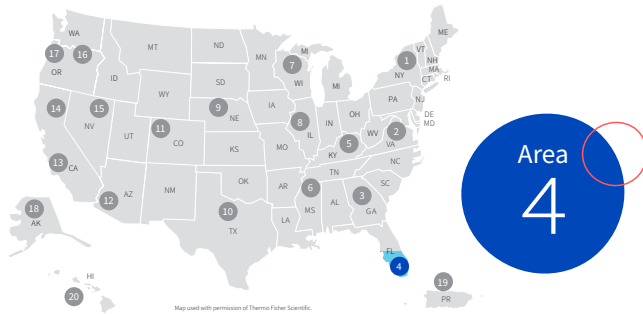 ME
WA
VT
1
ND
MT
MN
17
16
MI
NH
7
MA
OR
NY
SD
WI
CT
RI
ID
MI
WY
PA
NJ
14
15
9
IA
OH
NE
8
IN
DE
NV
IL
MD
11
WV
2
UT
5
VA
CO
KS
MO
KY
13
NC
CA
TN
OK
SC
AZ
NM
AR
6
3
12
MS
AL
GA
18
10
AK
TX
LA
FL
4
HI
19
20
PR
Map used with permission of Thermo Fisher Scientific.
Area
4